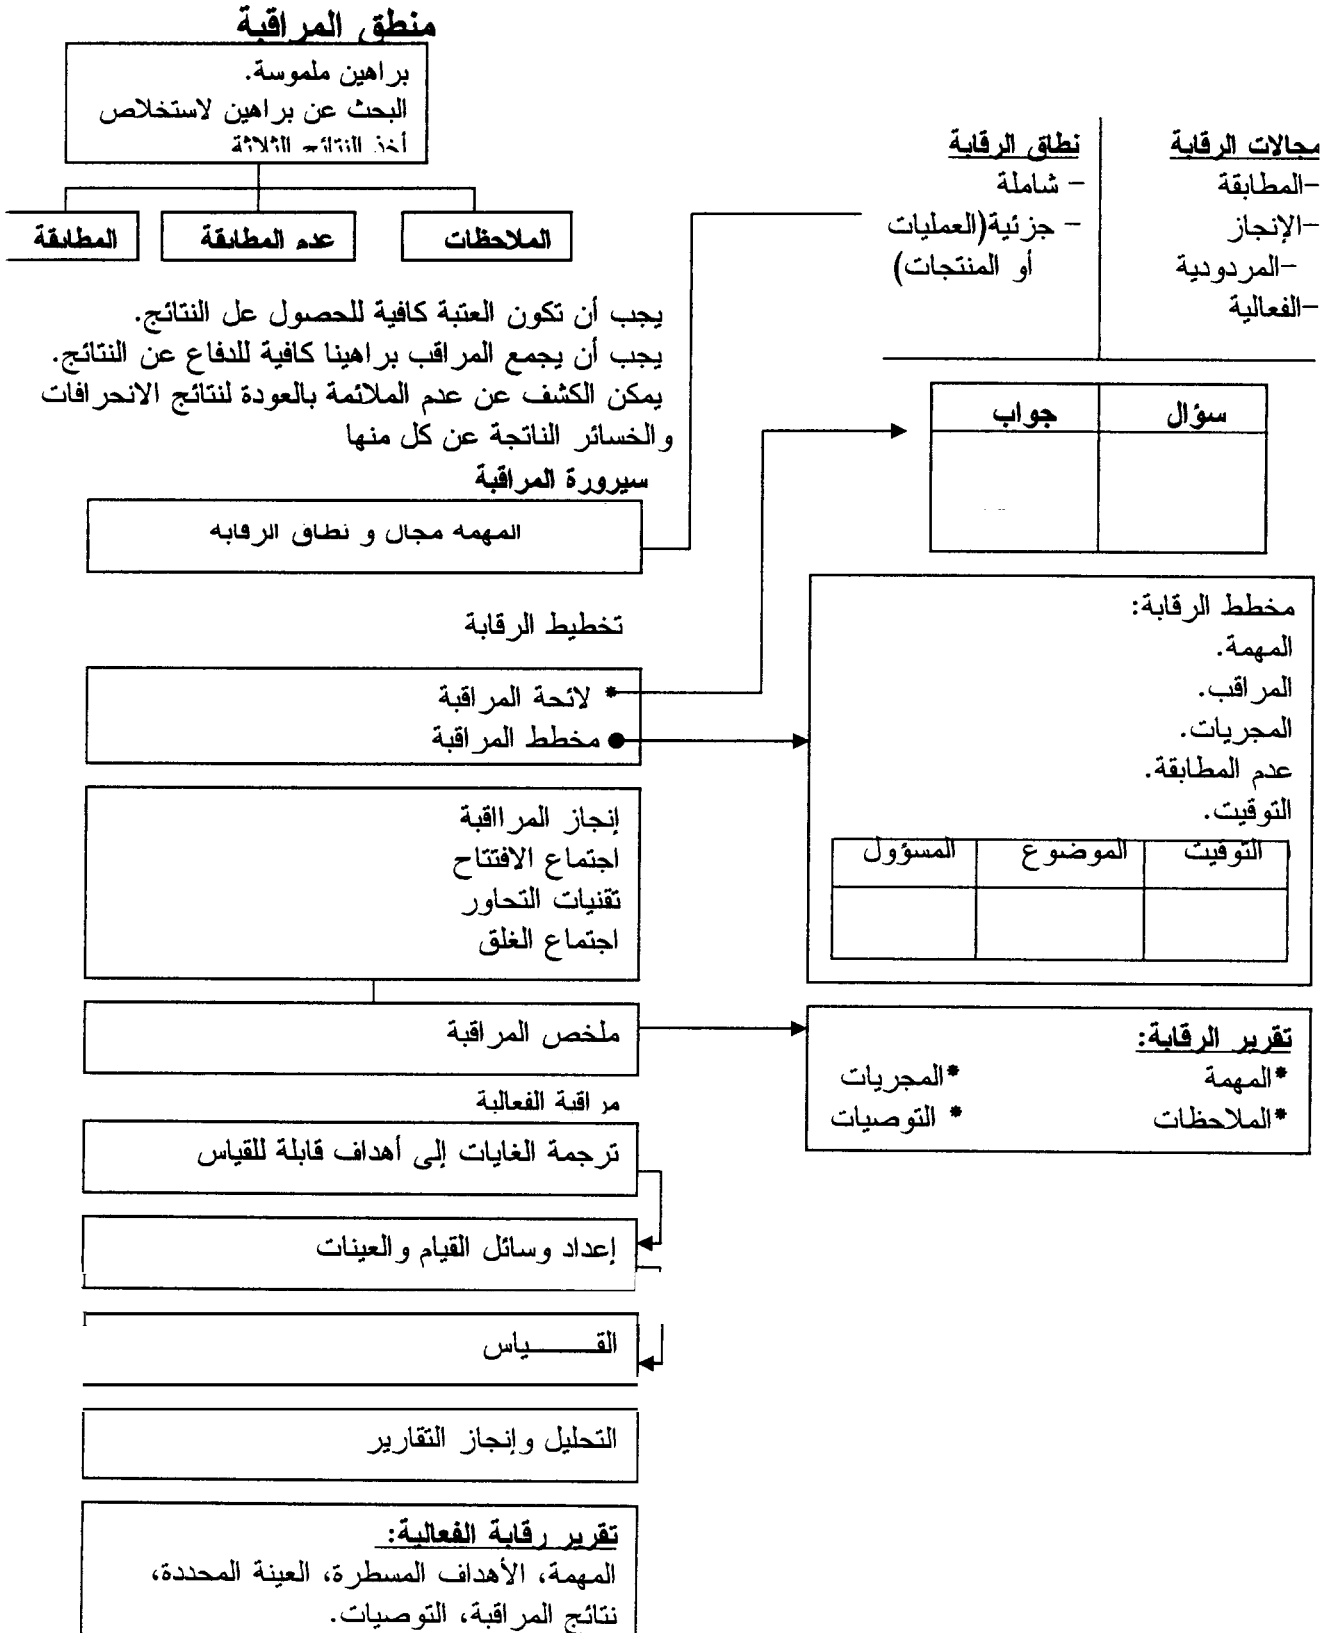 منطق المراقبة
براهين ملموسة.
البحث عن براهين لاستخلاص
أخذ النتائج الثلاثة
الملاحظات
عدم المطابقة
المطابقة
مجالات الرقابة
-المطابقة
-الإنجاز
-المردودية
-الفعالية
نطاق الرقابة
- شاملة
- جزئية(العمليات
أو المنتجات)
يجب أن تكون العتبة كافية للحصول عل النتائج.
يجب أن يجمع المراقب براهينا كافية للدفاع عن النتائج.
يمكن الكشف عن عدم الملائمة بالعودة لنتائج الانحرافات
والخسائر الناتجة عن كل منها
سؤال جواب
سيرورة المراقبة
المهمة مجال و نطاق الرقابة
تخطيط الرقابة
* لائحة المراقبة
● مخطط المراقبة
مخطط الرقابة:
المهمة.
المراقب.
المجريات.
عدم المطابقة.
التوقيت.
التوقيت الموضوع المسؤول
إنجاز المرااقبة
اجتماع الافتتاح
تقنيات التحاور
اجتماع الغلق
ملخص المراقبة
تقرير الرقابة:
*المهمة *المجريات
*الملاحظات * التوصيات
مراقبة الفعالية
ترجمة الغايات إلى أهداف قابلة للقياس
إعداد وسائل القيام والعينات
القـــــياس
التحليل وإنجاز التقارير
تقرير رقابة الفعالية:
المهمة، الأهداف المسطرة، العينة المحددة،
نتائج المراقبة، التوصيات.